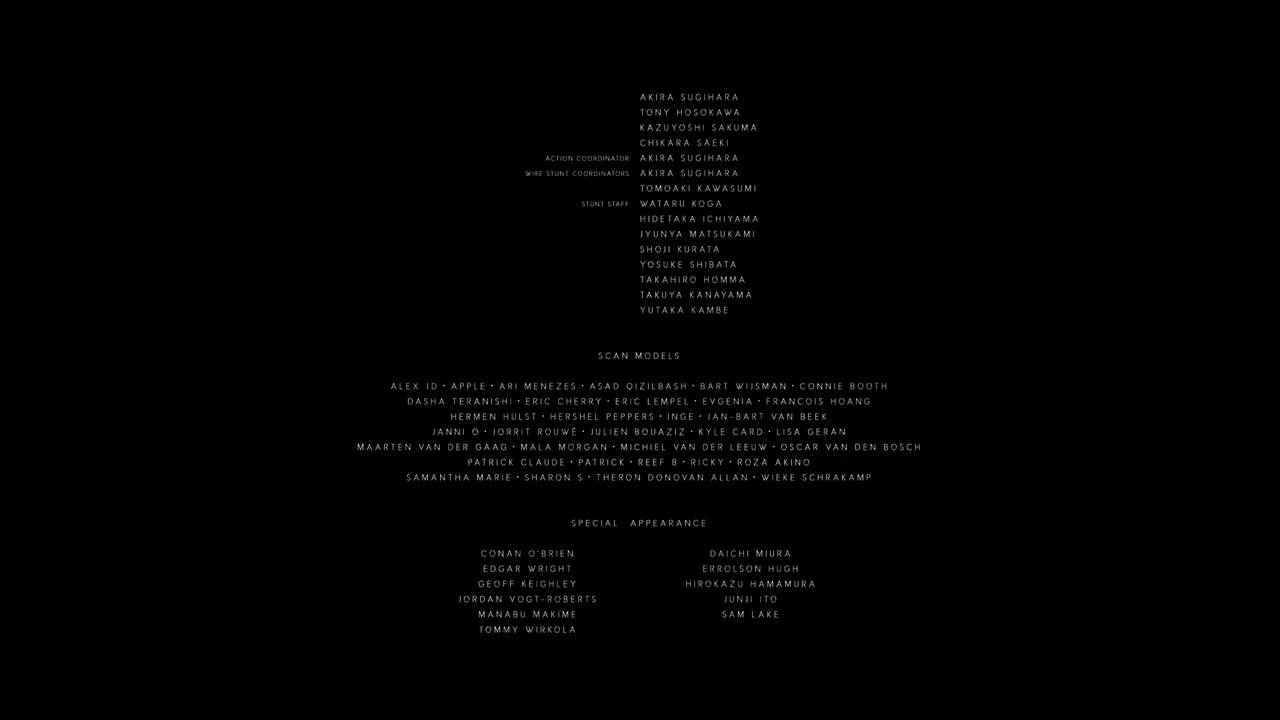 AKIRA SUGIHARA
TONY HOSOKAWA
KAZUYOSHI SAKUMA
CHIKARA SAEKI
ACTION COORDINATOR AKIRA SUGIHARA
WIRE STUNT COORDINATORS AKIRA SUGIHARA
TOMOAKI KAWASUMI
STUNT STAFF WATARU KOGA
HIDETAKA ICHIYAMA
JYUNYA MATSUKAMI
SHOJI KURATA
YOSUKE SHIBATA
TAKAHIRO HOMMA
TAKUYA KANAYAMA
YUTAKA KAMBE
SCAN MODELS
ALEX JD • APPLE • ARI MENEZES • ASAD QIZILBASH • BART WIJSMAN • CONNIE BOOTH
DASHA TERANISHI • ERIC CHERRY • ERIC LEMPEL • EVGENIA • FRANCOIS HOANG
HERMEN HULST • HERSHEL PEPPERS • INGE • JAN-BART VAN BEEK
JANNI O • JORRIT ROUWÉ • JULIEN BOUAZIZ • KYLE CARD • LISA GERAN
MAARTEN VAN DER GAAG • MALA MORGAN • MICHIEL VAN DER LEEUW • OSCAR VAN DEN BOSCH
PATRICK CLAUDE • PATRICK • REEF B • RICKY • ROZA AKINO
SAMANTHA MARIE • SHARON S • THERON DONOVAN ALLAN • WIEKE SCHRAKAMP
SPECIAL APPEARANCE
CONAN O'BRIEN
EDGAR WRIGHT
GEOFF KEIGHLEY
JORDAN VOGT-ROBERTS
MANABU MAKIME
TOMMY WIRKOLA
DAICHI MIURA
ERROLSON HUGH
HIROKAZU HAMAMURA
JUNJI ITO
SAM LAKE